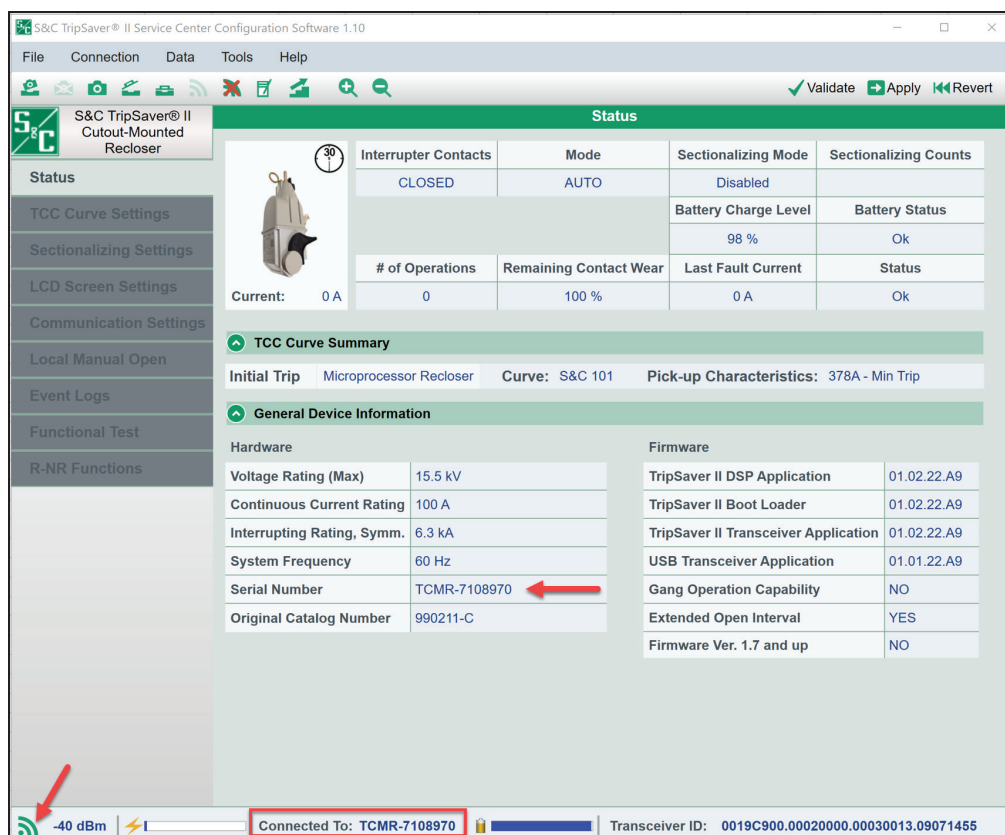 S&C TripSaver® II Service Center Configuration Software 1.10
File Connection Data Tools Help
Validate Apply Revert
S&C
S&C TripSaver® II
Cutout-Mounted
Recloser
Status
TCC Curve Settings
Sectionalizing Settings
LCD Screen Settings
Communication Settings
Local Manual Open
Event Logs
Functional Test
R-NR Functions
Status
30
Current: 0 A
Interrupter Contacts Mode Sectionalizing Mode Sectionalizing Counts
CLOSED AUTO Disabled
Battery Charge Level Battery Status
98 % Ok
# of Operations Remaining Contact Wear Last Fault Current Status
0 100 % 0 A Ok
TCC Curve Summary
Initial Trip Microprocessor Recloser Curve: S&C 101 Pick-up Characteristics: 378A - Min Trip
General Device Information
Hardware
Voltage Rating (Max) 15.5 kV
Continuous Current Rating 100 A
Interrupting Rating, Symm. 6.3 kA
System Frequency 60 Hz
Serial Number TCMR-7108970
Original Catalog Number 990211-C
Firmware
TripSaver II DSP Application 01.02.22.A9
TripSaver II Boot Loader 01.02.22.A9
TripSaver II Transceiver Application 01.02.22.A9
USB Transceiver Application 01.01.22.A9
Gang Operation Capability NO
Extended Open Interval YES
Firmware Ver. 1.7 and up NO
-40 dBm Connected To: TCMR-7108970 Transceiver ID: 0019C900.00020000.00030013.09071455